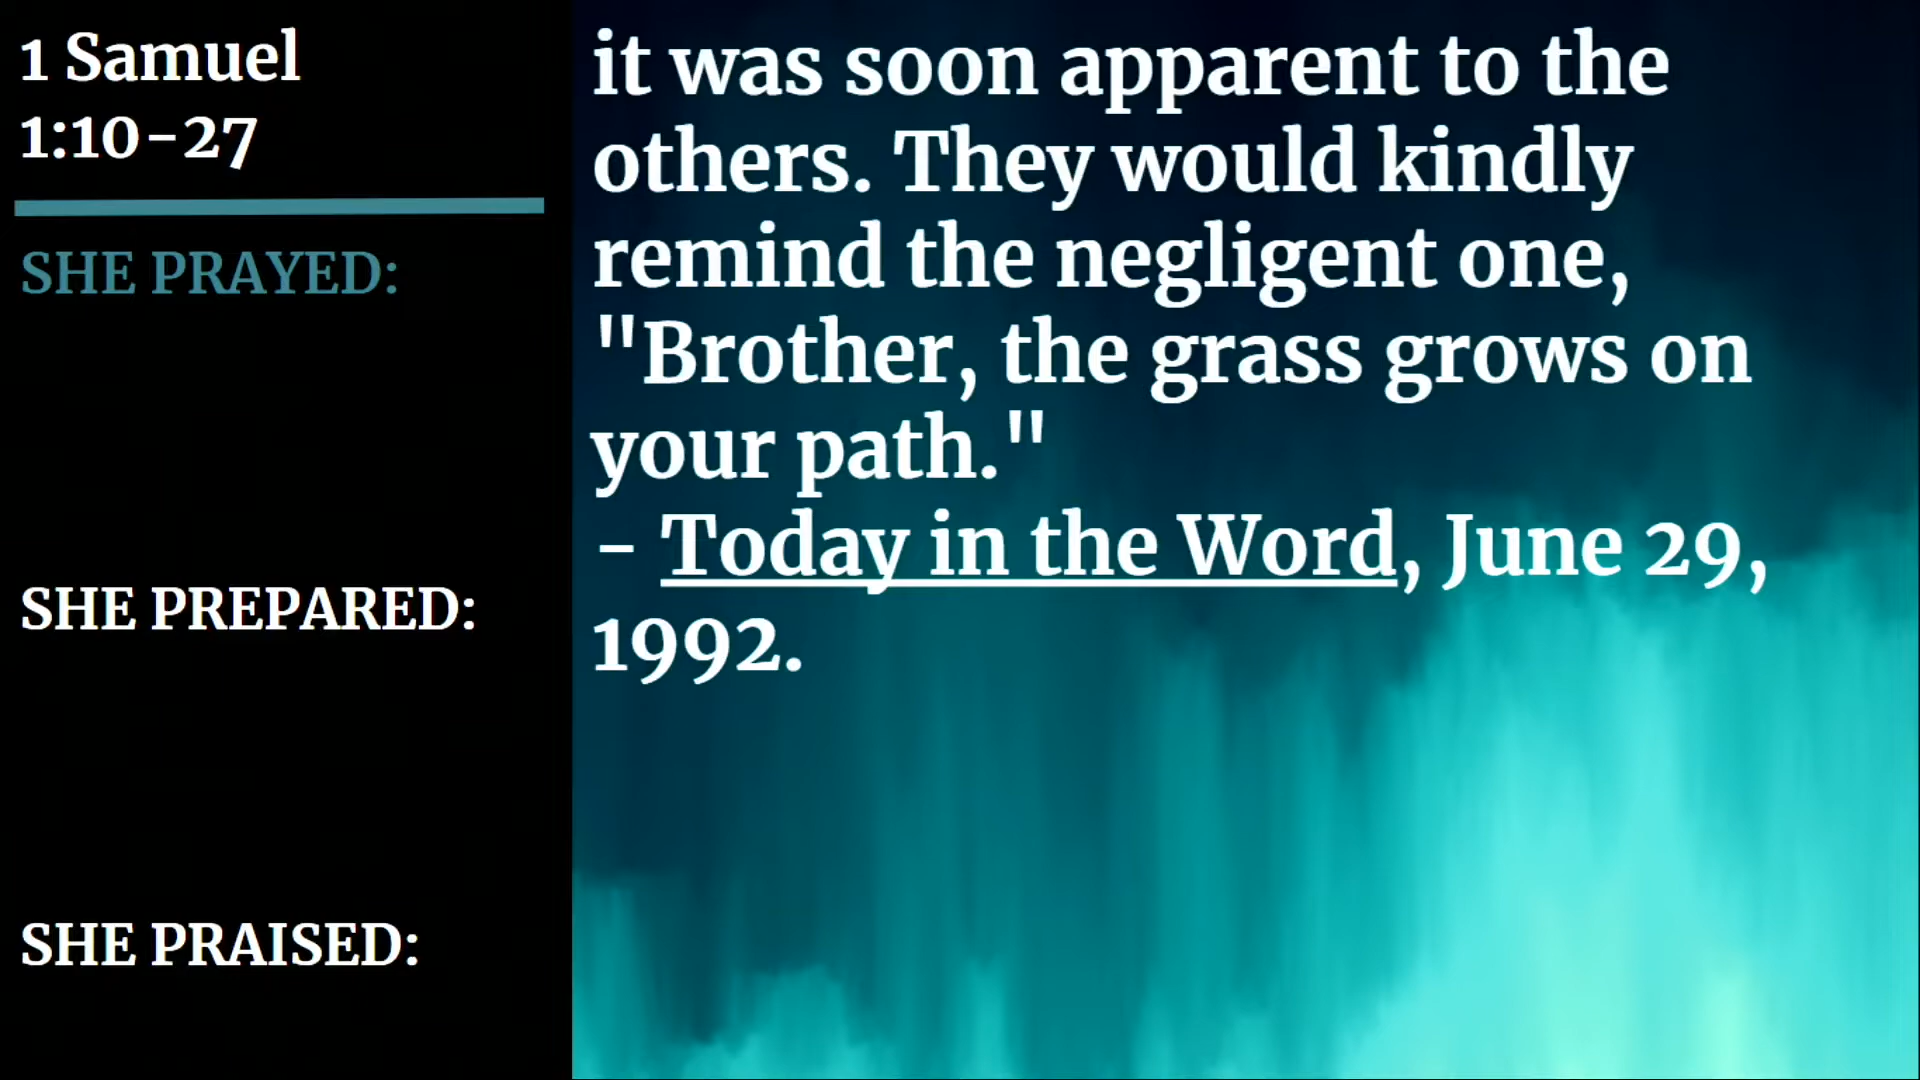 1 Samuel
1:10-27
SHE PRAYED:
SHE PREPARED:
SHE PRAISED:
it was soon apparent to the
others. They would kindly
remind the negligent one,
"Brother, the grass grows on
your path."
- Today in the Word, June 29,
1992.